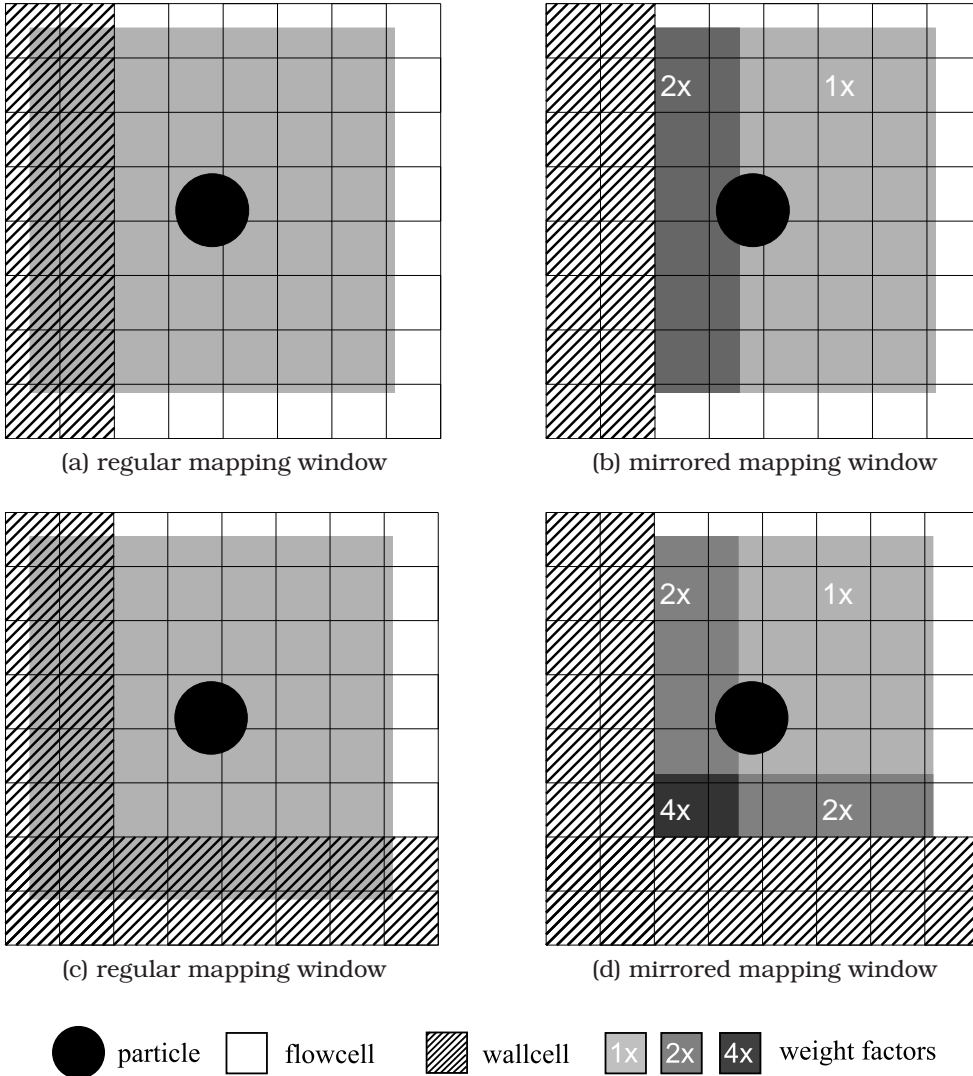 2x 1x
(a) regular mapping window
(b) mirrored mapping window
2x 1x
4x 2x
(c) regular mapping window
(d) mirrored mapping window
particle flowcell wallcell 1x 2x 4x weight factors